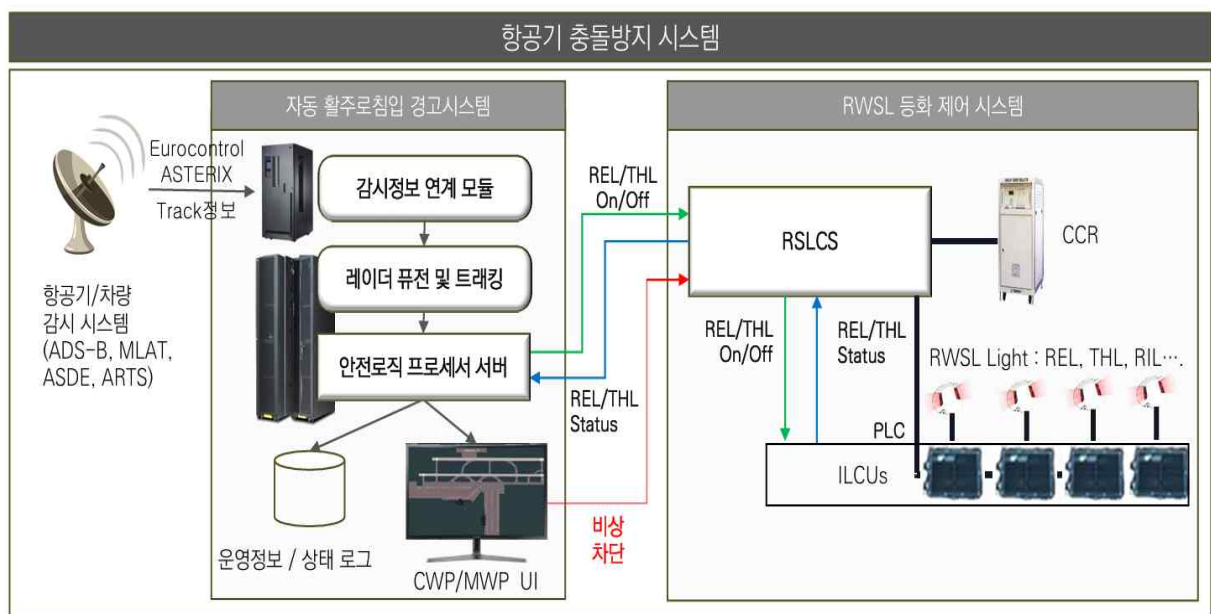 항공기 충돌방지 시스템
자동 활주로침입 경고시스템
RWSL 등화 제어 시스템
Eurocontrol
ASTERIX
Track정보
항공기/차량
감시 시스템
(ADS-B, MLAT,
ASDE, ARTS)
감시정보 연계 모듈
레이더 퓨전 및 트래킹
안전로직 프로세서 서버
운영정보 / 상태 로그
CWP/MWP UI
REL/THL
On/Off
REL/THL
Status
비상
차단
RSLCS
CCR
REL/THL
On/Off
REL/THL
Status
RWSL Light : REL, THL, RIL….
PLC
ILCUs